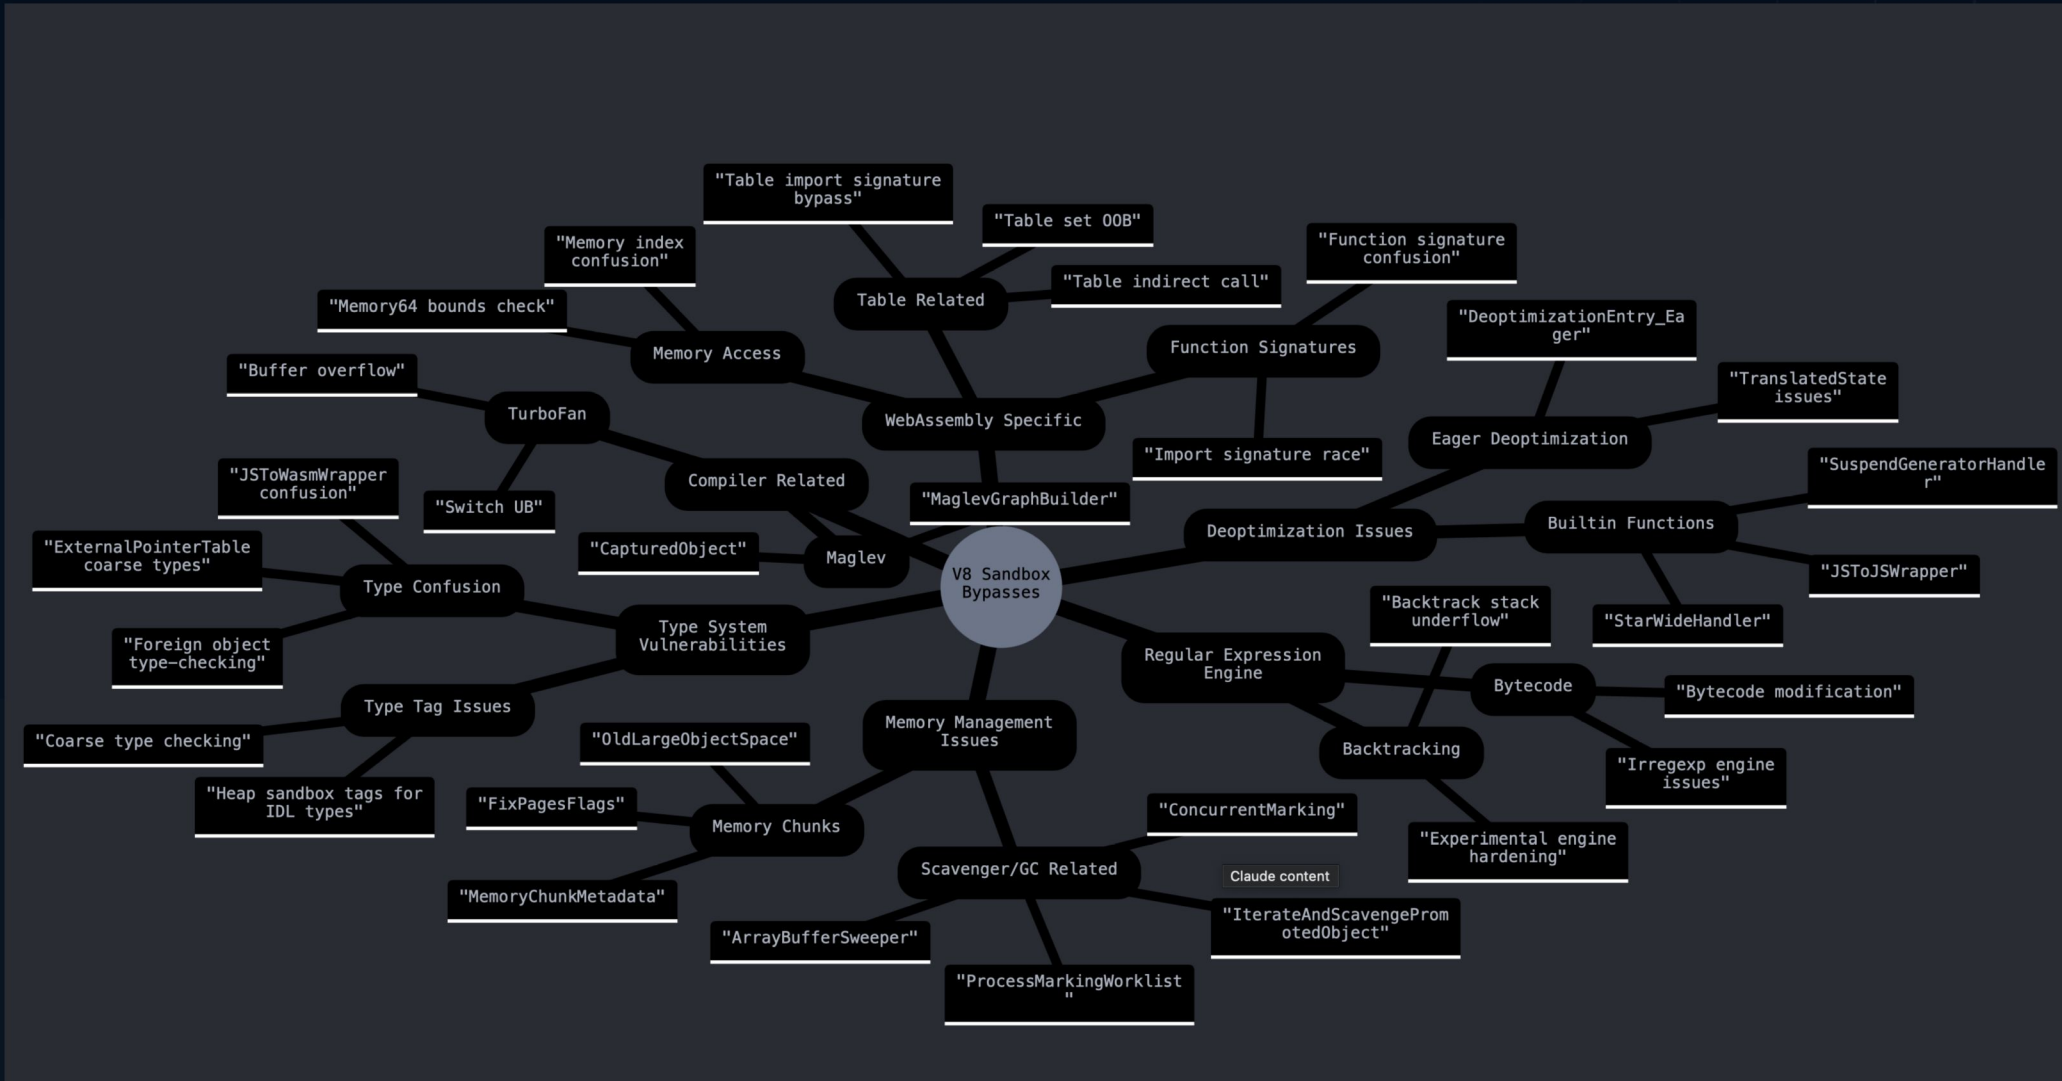 "Table import signature
bypass"
"Table set OOB"
"Memory index
confusion"
"Function signature
confusion"
"Table indirect call"
Table Related
"Memory64 bounds check"
"DeoptimizationEntry_Ea
ger"
Memory Access
Function Signatures
"Buffer overflow"
"TranslatedState
issues"
TurboFan
WebAssembly Specific
Eager Deoptimization
"Import signature race"
"JSToWasmWrapper
confusion"
Compiler Related
"SuspendGeneratorHandle
r"
"Switch UB"
"MaglevGraphBuilder"
Deoptimization Issues
Builtin Functions
"ExternalPointerTable
coarse types"
"CapturedObject"
Maglev
V8 Sandbox
Bypasses
"JSToJSWrapper"
Type Confusion
"Backtrack stack
underflow"
"StarWideHandler"
"Foreign object
type-checking"
Type System
Vulnerabilities
Regular Expression
Engine
Bytecode
"Bytecode modification"
Type Tag Issues
Memory Management
Issues
"Coarse type checking"
"OldLargeObjectSpace"
Backtracking
"Irregexp engine
issues"
"Heap sandbox tags for
IDL types"
"FixPagesFlags"
Memory Chunks
"ConcurrentMarking"
"Experimental engine
hardening"
Scavenger/GC Related
Claude content
"MemoryChunkMetadata"
"IterateAndScavengeProm
otedObject"
"ArrayBufferSweeper"
"ProcessMarkingWorklist
"